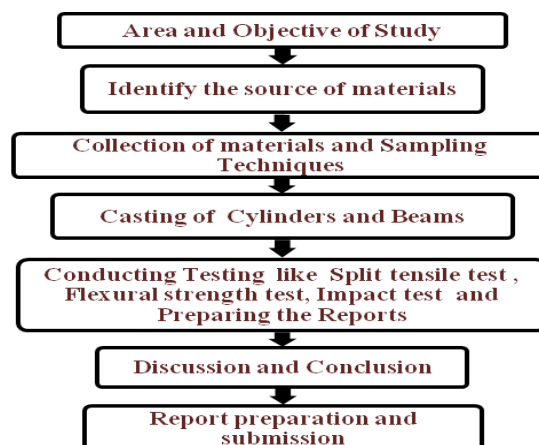 Area and Objective of Study
Identify the source of materials
Collection of materials and Sampling
Techniques
Casting of Cylinders and Beams
Conducting Testing like Split tensile test ,
Flexural strength test, Impact test and
Preparing the Reports
Discussion and Conclusion
Report preparation and
submission